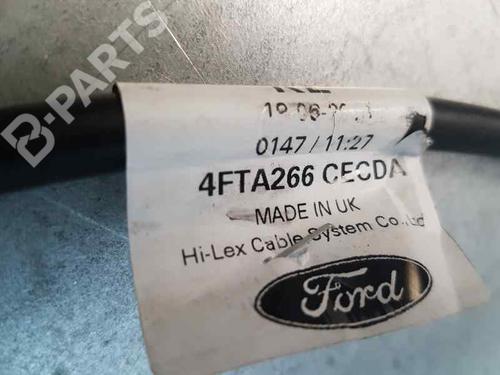 B-PARTS
0147 / 11:27
4FTA266 CECDA
MADE IN UK
Hi-Lex Cable System Co., Ltd
Ford